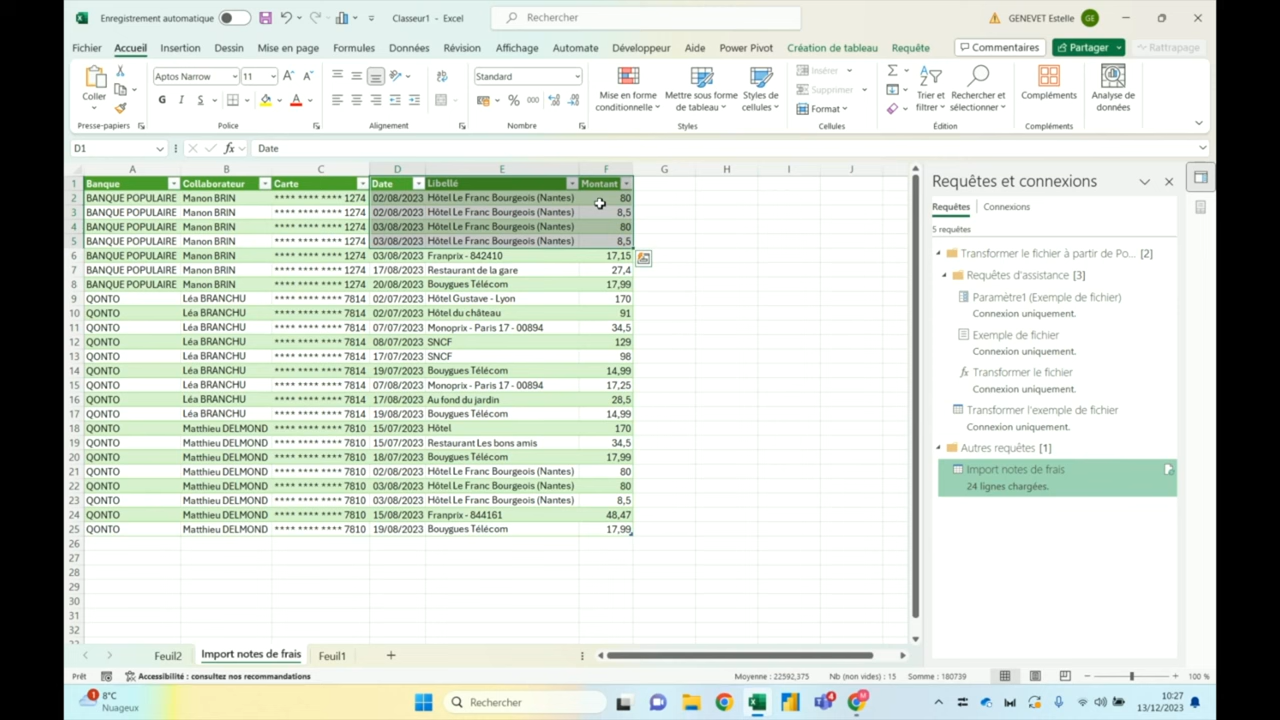 Enregistrement automatique
Classeur1 - Excel
Rechercher
GENEVET Estelle
GE
Fichier Accueil Insertion Dessin Mise en page Formules Données Révision Affichage Automate Développeur Aide Power Pivot Création de tableau Requête
Commentaires
Partager
Rattrapage
Coller
Presse-papiers
Aptos Narrow 11
G I S
Police
Alignement
Standard
% 000
Nombre
Mise en forme conditionnelle
Mettre sous forme de tableau
Styles de cellules
Styles
Insérer
Supprimer
Format
Cellules
Trier et filtrer
Rechercher et sélectionner
Édition
Compléments
Compléments
Analyse de données
D1 fx Date
A B C D E F G H I J
1 Banque Collaborateur Carte Date Libellé Montant
2 BANQUE POPULAIRE Manon BRIN **** **** **** 1274 02/08/2023 Hôtel Le Franc Bourgeois (Nantes) 80
3 BANQUE POPULAIRE Manon BRIN **** **** **** 1274 02/08/2023 Hôtel Le Franc Bourgeois (Nantes) 8,5
4 BANQUE POPULAIRE Manon BRIN **** **** **** 1274 03/08/2023 Hôtel Le Franc Bourgeois (Nantes) 80
5 BANQUE POPULAIRE Manon BRIN **** **** **** 1274 03/08/2023 Hôtel Le Franc Bourgeois (Nantes) 8,5
6 BANQUE POPULAIRE Manon BRIN **** **** **** 1274 03/08/2023 Franprix - 842410 17,15
7 BANQUE POPULAIRE Manon BRIN **** **** **** 1274 17/08/2023 Restaurant de la gare 27,4
8 BANQUE POPULAIRE Manon BRIN **** **** **** 1274 20/08/2023 Bouygues Télécom 17,99
9 QONTO Léa BRANCHU **** **** **** 7814 02/07/2023 Hôtel Gustave - Lyon 170
10 QONTO Léa BRANCHU **** **** **** 7814 02/07/2023 Hôtel du château 91
11 QONTO Léa BRANCHU **** **** **** 7814 07/07/2023 Monoprix - Paris 17 - 00894 34,5
12 QONTO Léa BRANCHU **** **** **** 7814 08/07/2023 SNCF 129
13 QONTO Léa BRANCHU **** **** **** 7814 17/07/2023 SNCF 98
14 QONTO Léa BRANCHU **** **** **** 7814 19/07/2023 Bouygues Télécom 14,99
15 QONTO Léa BRANCHU **** **** **** 7814 07/08/2023 Monoprix - Paris 17 - 00894 17,25
16 QONTO Léa BRANCHU **** **** **** 7814 17/08/2023 Au fond du jardin 28,5
17 QONTO Léa BRANCHU **** **** **** 7814 19/08/2023 Bouygues Télécom 14,99
18 QONTO Matthieu DELMOND **** **** **** 7810 15/07/2023 Hôtel 170
19 QONTO Matthieu DELMOND **** **** **** 7810 15/07/2023 Restaurant Les bons amis 34,5
20 QONTO Matthieu DELMOND **** **** **** 7810 18/07/2023 Bouygues Télécom 17,99
21 QONTO Matthieu DELMOND **** **** **** 7810 02/08/2023 Hôtel Le Franc Bourgeois (Nantes) 80
22 QONTO Matthieu DELMOND **** **** **** 7810 03/08/2023 Hôtel Le Franc Bourgeois (Nantes) 80
23 QONTO Matthieu DELMOND **** **** **** 7810 03/08/2023 Hôtel Le Franc Bourgeois (Nantes) 8,5
24 QONTO Matthieu DELMOND **** **** **** 7810 15/08/2023 Franprix - 844161 48,47
25 QONTO Matthieu DELMOND **** **** **** 7810 19/08/2023 Bouygues Télécom 17,99
26
27
28
29
30
31
32
Requêtes et connexions
Requêtes Connexions
5 requêtes
Transformer le fichier à partir de Po... [2]
Requêtes d'assistance [3]
Paramètre1 (Exemple de fichier)
Connexion uniquement.
Exemple de fichier
Connexion uniquement.
fx Transformer le fichier
Connexion uniquement.
Transformer l'exemple de fichier
Connexion uniquement.
Autres requêtes [1]
Import notes de frais
24 lignes chargées.
Feuil2 Import notes de frais Feuil1
Prêt Accessibilité : consultez nos recommandations Moyenne : 22592,375 Nb (non vides) : 15 Somme : 180739 100 %
1 8°C
Nuageux
Rechercher
10:27
13/12/2023